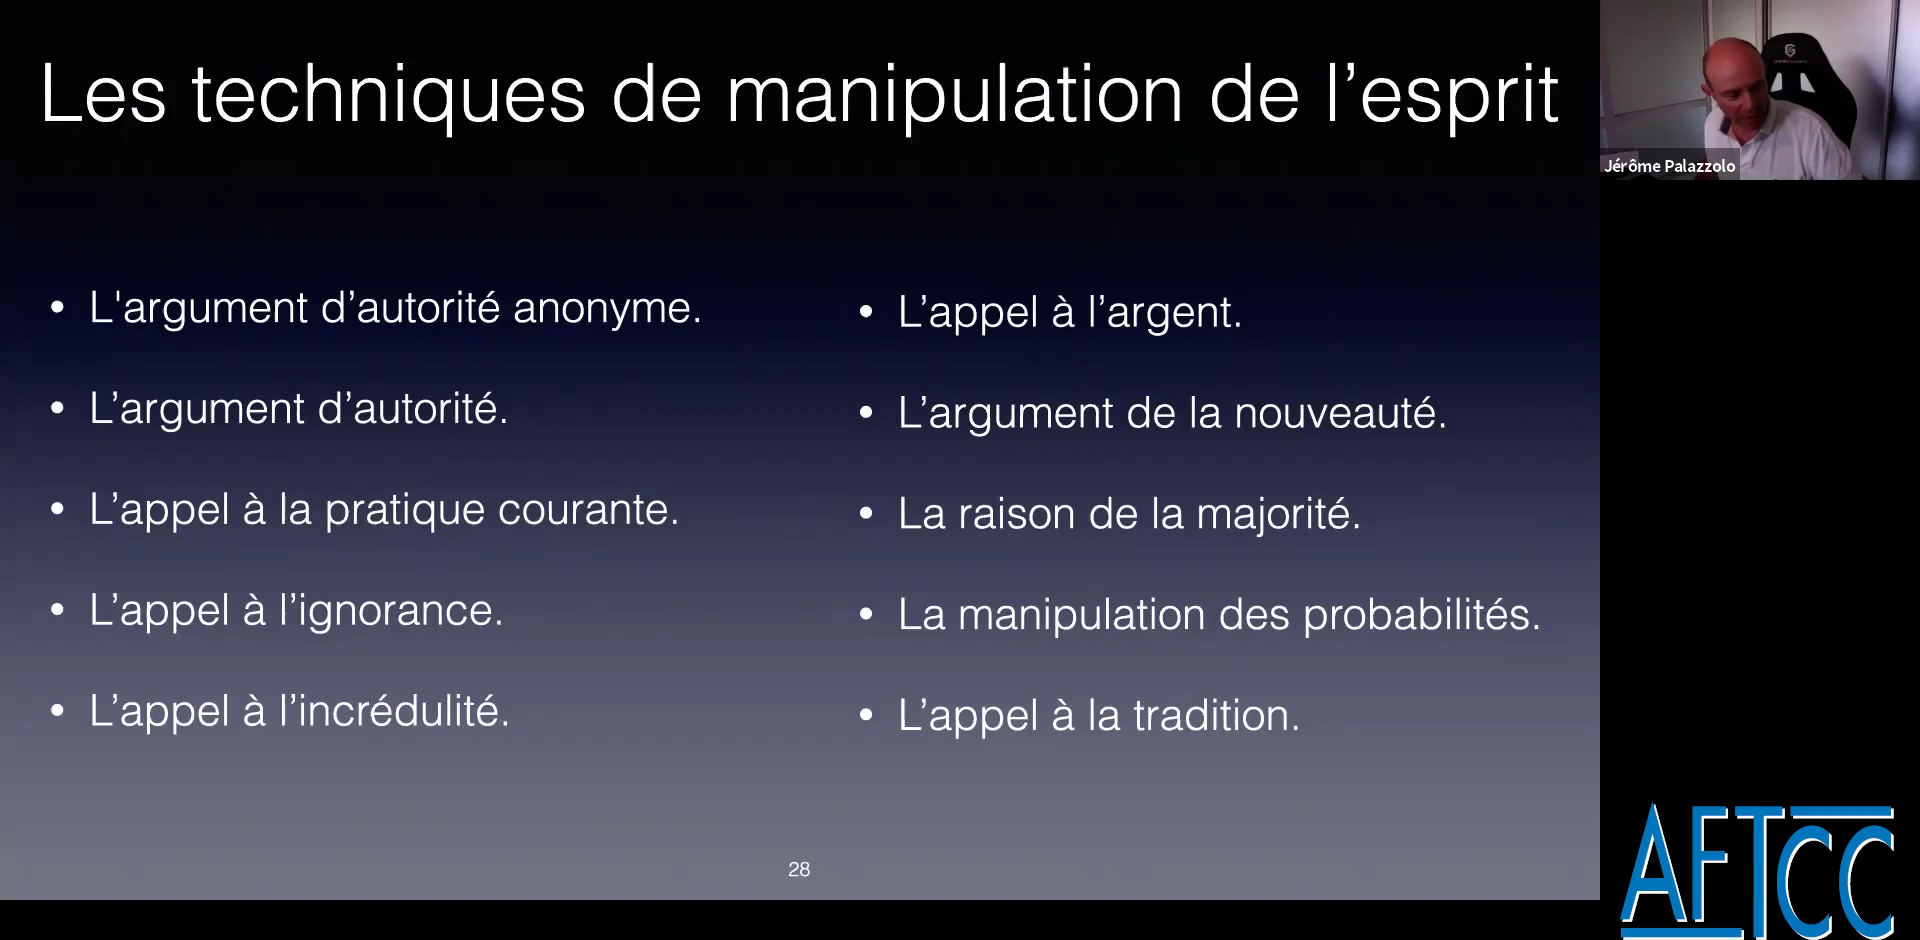 Les techniques de manipulation de l’esprit
Jérôme Palazzolo
• L'argument d’autorité anonyme.
• L’argument d’autorité.
• L’appel à la pratique courante.
• L’appel à l’ignorance.
• L’appel à l’incrédulité.
• L’appel à l’argent.
• L’argument de la nouveauté.
• La raison de la majorité.
• La manipulation des probabilités.
• L’appel à la tradition.
28
AFTCC